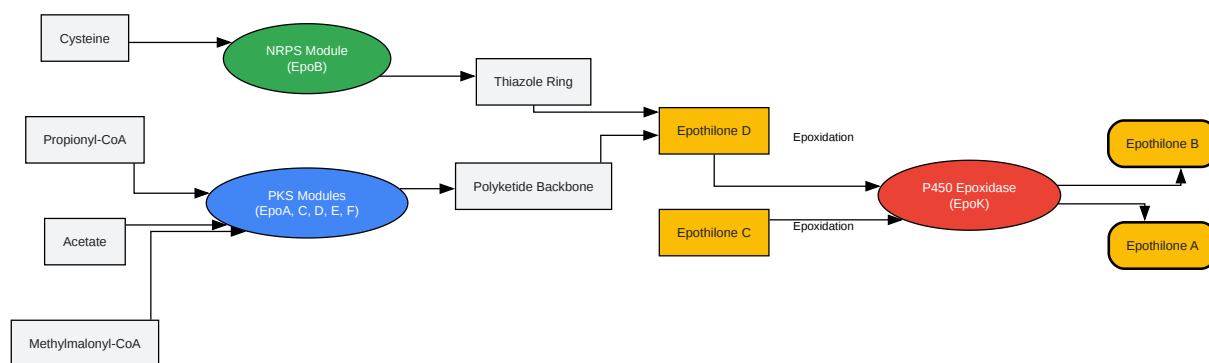 Cysteine
NRPS Module
(EpoB)
Thiazole Ring
Propionyl-CoA
Epothilone D
Epoxidation
Epothilone B
PKS Modules
(EpoA, C, D, E, F)
Polyketide Backbone
P450 Epoxidase
(EpoK)
Acetate
Epothilone C
Epoxidation
Epothilone A
Methylmalonyl-CoA